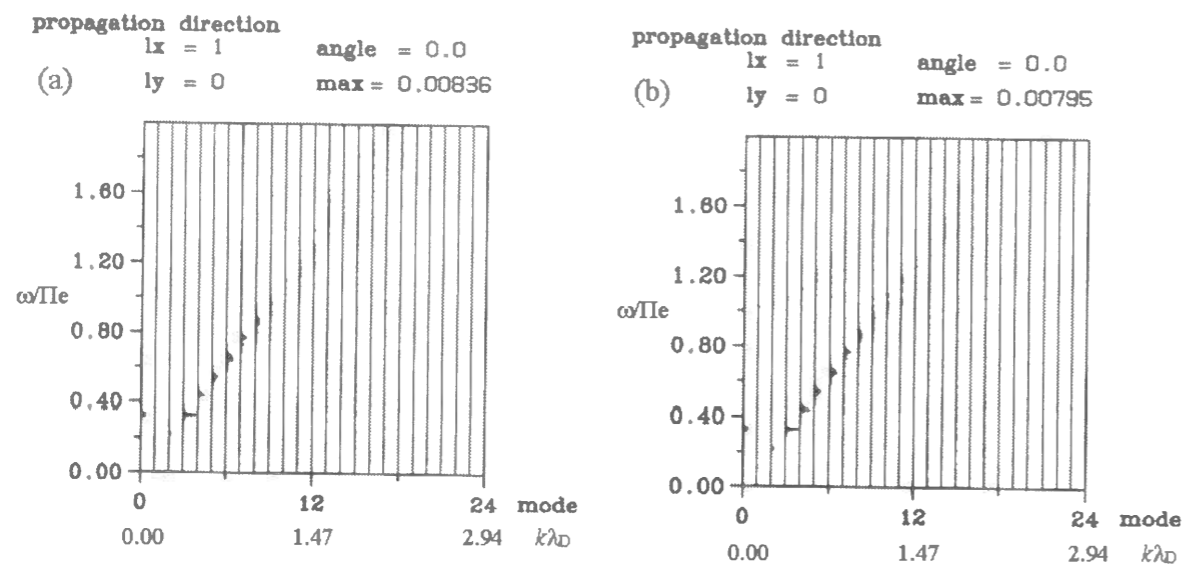 propagation direction
lx = 1 angle = 0.0
(a) ly = 0 max = 0.00836
1.60
1.20
ω/Πe
0.80
0.40
0.00
0 12 24 mode
0.00 1.47 2.94 kλD
propagation direction
lx = 1 angle = 0.0
(b) ly = 0 max = 0.00795
1.60
1.20
ω/Πe
0.80
0.40
0.00
0 12 24 mode
0.00 1.47 2.94 kλD